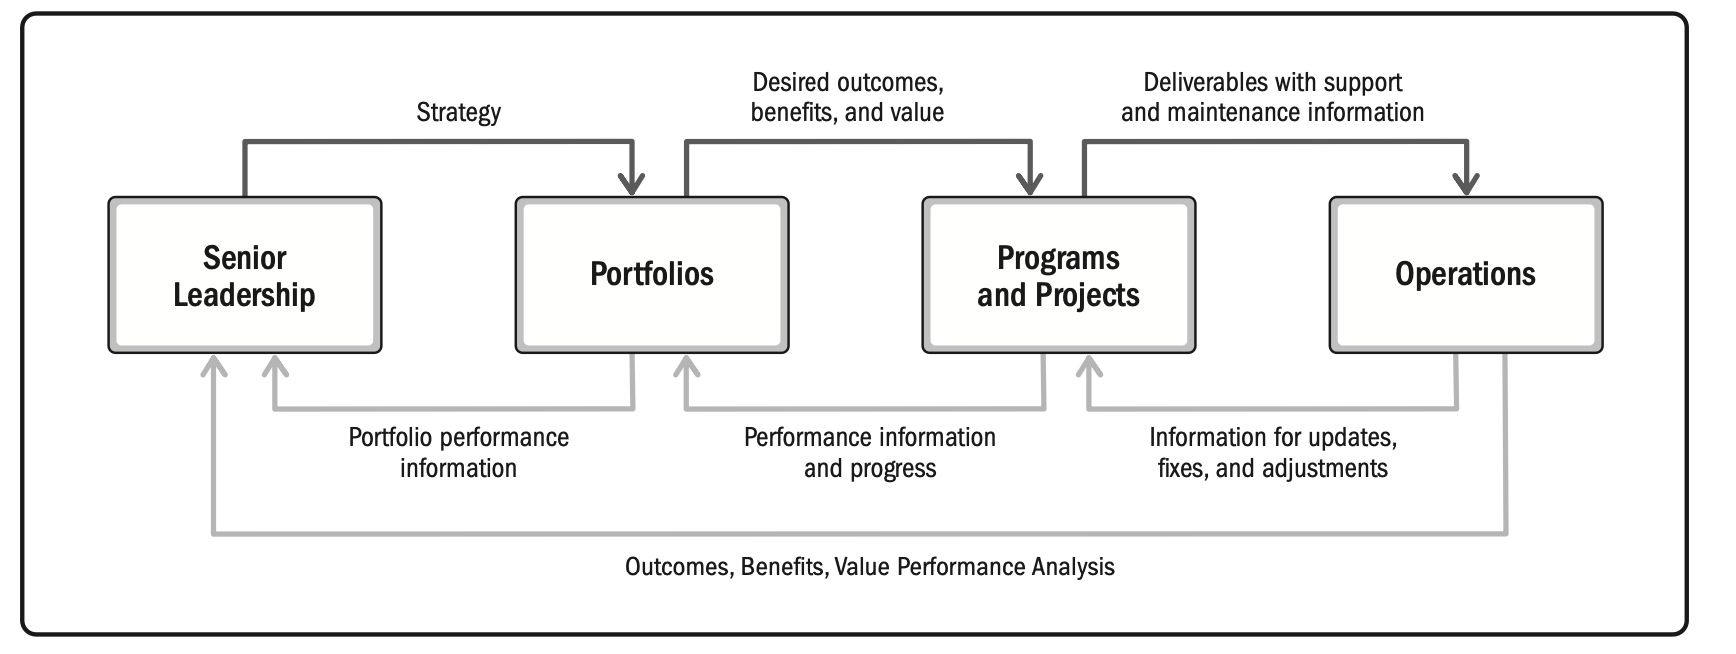 Strategy
Desired outcomes,
benefits, and value
Deliverables with support
and maintenance information
Senior
Leadership
Portfolios
Programs
and Projects
Operations
Portfolio performance
information
Performance information
and progress
Information for updates,
fixes, and adjustments
Outcomes, Benefits, Value Performance Analysis